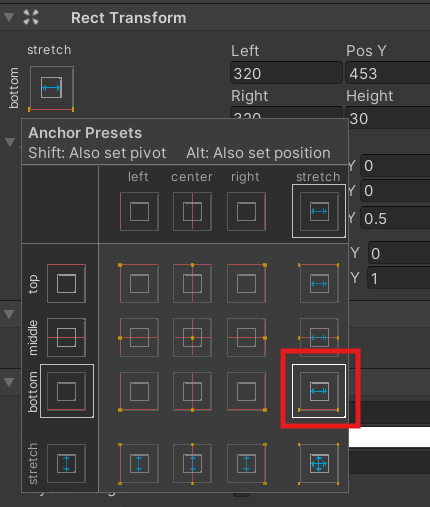 Rect Transform
stretch
Left
Pos Y
bottom
320
453
Right
Height
30
Anchor Presets
Shift: Also set pivot
Alt: Also set position
Y 0
left
center
right
stretch
Y 0
Y 0.5
Y 0
top
Y 1
middle
bottom
stretch